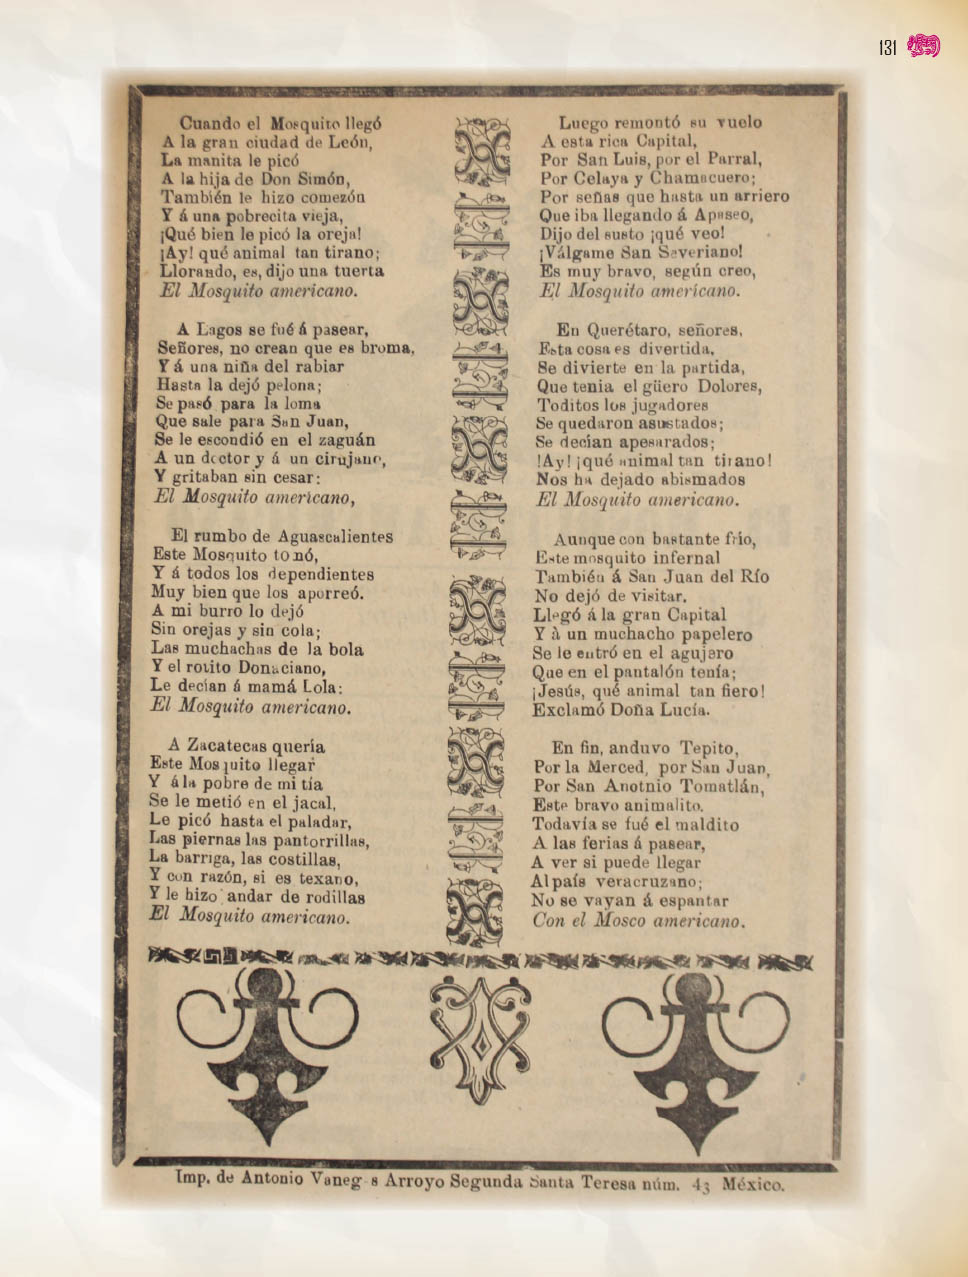 131
Cuando el Mosquito llegó
A la gran ciudad de León,
La manita le picó
A la hija de Don Simón,
También le hizo comezón
Y á una pobrecita vieja,
¡Qué bien le picó la oreja!
¡Ay! qué animal tan tirano;
Llorando, es, dijo una tuerta
El Mosquito americano.
A Lagos se fué á pasear,
Señores, no crean que es broma,
Y á una niña del rabiar
Hasta la dejó pelona;
Se pasó para la loma
Que sale para San Juan,
Se le escondió en el zaguán
A un doctor y á un cirujano,
Y gritaban sin cesar:
El Mosquito americano,
El rumbo de Aguascalientes
Este Mosquito tomó,
Y á todos los dependientes
Muy bien que los aporreó.
A mi burro lo dejó
Sin orejas y sin cola;
Las muchachas de la bola
Y el rotito Donaciano,
Le decían á mamá Lola:
El Mosquito americano.
A Zacatecas quería
Este Mosquito llegar
Y á la pobre de mi tía
Se le metió en el jacal,
Le picó hasta el paladar,
Las piernas las pantorrillas,
La barriga, las costillas,
Y con razón, si es texano,
Y le hizo andar de rodillas
El Mosquito americano.
Luego remontó su vuelo
A esta rica Capital,
Por San Luis, por el Parral,
Por Celaya y Chamacuero;
Por señas que hasta un arriero
Que iba llegando á Apaseo,
Dijo del susto ¡qué veo!
¡Válgame San Severiano!
Es muy bravo, según creo,
El Mosquito americano.
En Querétaro, señores,
Esta cosa es divertida,
Se divierte en la partida,
Que tenia el güero Dolores,
Toditos los jugadores
Se quedaron asustados;
Se decían apesarados;
!Ay! ¡qué animal tan tirano!
Nos ha dejado abismados
El Mosquito americano.
Aunque con bastante frío,
Este mosquito infernal
También á San Juan del Río
No dejó de visitar.
Llegó á la gran Capital
Y à un muchacho papelero
Se le entró en el agujero
Que en el pantalón tenía;
¡Jesús, qué animal tan fiero!
Exclamó Doña Lucía.
En fin, anduvo Tepito,
Por la Merced, por San Juan,
Por San Anotnio Tomatlán,
Este bravo animalito.
Todavía se fué el maldito
A las ferias á pasear,
A ver si puede llegar
Al país veracruzano;
No se vayan á espantar
Con el Mosco americano.
Imp. de Antonio Vanegas Arroyo Segunda Santa Teresa núm. 43 México.